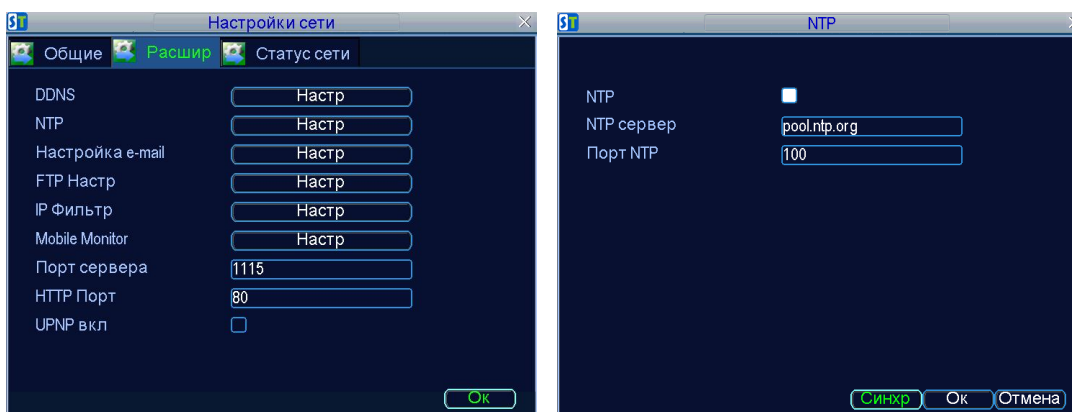 ST Настройки сети
Общие Расшир Статус сети
DDNS Настр
NTP Настр
Настройка e-mail Настр
FTP Настр Настр
IP Фильтр Настр
Mobile Monitor Настр
Порт сервера 1115
HTTP Порт 80
UPNP вкл
Ок
ST NTP
NTP
NTP сервер pool.ntp.org
Порт NTP 100
Синхр Ок Отмена